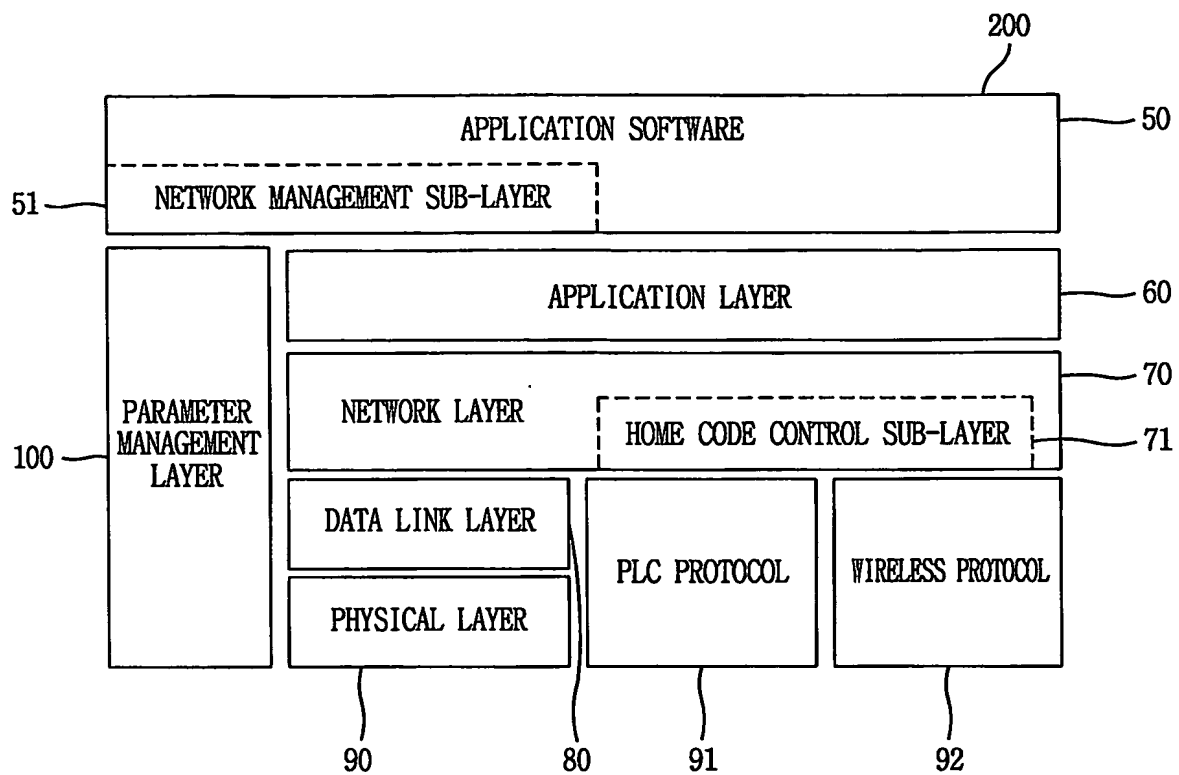 200
APPLICATION SOFTWARE
50
51
NETWORK MANAGEMENT SUB-LAYER
APPLICATION LAYER
60
PARAMETER
MANAGEMENT
LAYER
100
NETWORK LAYER
70
HOME CODE CONTROL SUB-LAYER
71
DATA LINK LAYER
PLC PROTOCOL
WIRELESS PROTOCOL
PHYSICAL LAYER
90
80
91
92